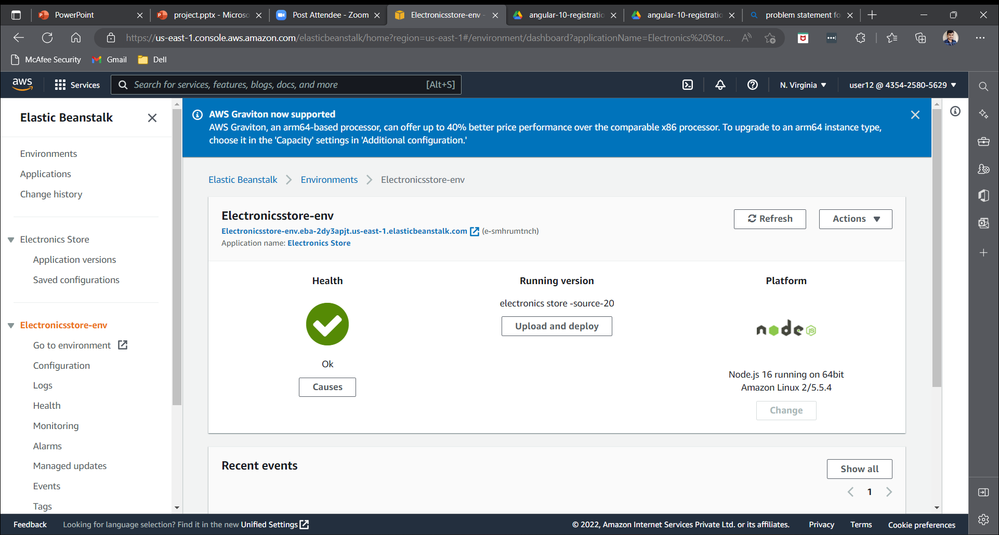 PowerPoint
project.pptx - Microso
Post Attendee - Zoom
Electronicsstore-env -
angular-10-registratio
angular-10-registratio
problem statement fo
https://us-east-1.console.aws.amazon.com/elasticbeanstalk/home?region=us-east-1#/environment/dashboard?applicationName=Electronics%20Stor...
McAfee Security
Gmail
Dell
aws
Services
Search for services, features, blogs, docs, and more
[Alt+S]
N. Virginia
user12 @ 4354-2580-5629
Elastic Beanstalk
Environments
Applications
Change history
Electronics Store
Application versions
Saved configurations
Electronicsstore-env
Go to environment
Configuration
Logs
Health
Monitoring
Alarms
Managed updates
Events
Tags
AWS Graviton now supported
AWS Graviton, an arm64-based processor, can offer up to 40% better price performance over the comparable x86 processor. To upgrade to an arm64 instance type,
choose it in the 'Capacity' settings in 'Additional configuration.'
Elastic Beanstalk
Environments
Electronicsstore-env
Electronicsstore-env
Electronicsstore-env.eba-2dy3apjt.us-east-1.elasticbeanstalk.com (e-smhrumtnch)
Application name: Electronics Store
Refresh
Actions
Health
Ok
Causes
Running version
electronics store -source-20
Upload and deploy
Platform
node JS
Node.js 16 running on 64bit
Amazon Linux 2/5.5.4
Change
Recent events
Show all
1
Feedback
Looking for language selection? Find it in the new Unified Settings
© 2022, Amazon Internet Services Private Ltd. or its affiliates.
Privacy
Terms
Cookie preferences